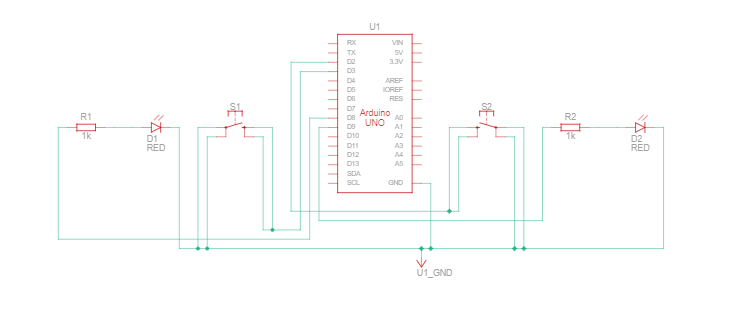 U1
RX
VIN
TX
5V
D2
3.3V
D3
D4
AREF
D5
IOREF
D6
RES
D7
Arduino
UNO
D8
A0
D9
A1
D10
A2
D11
A3
D12
A4
D13
A5
SDA
SCL
GND
R1
1k
D1
RED
S1
S2
R2
1k
D2
RED
U1_GND